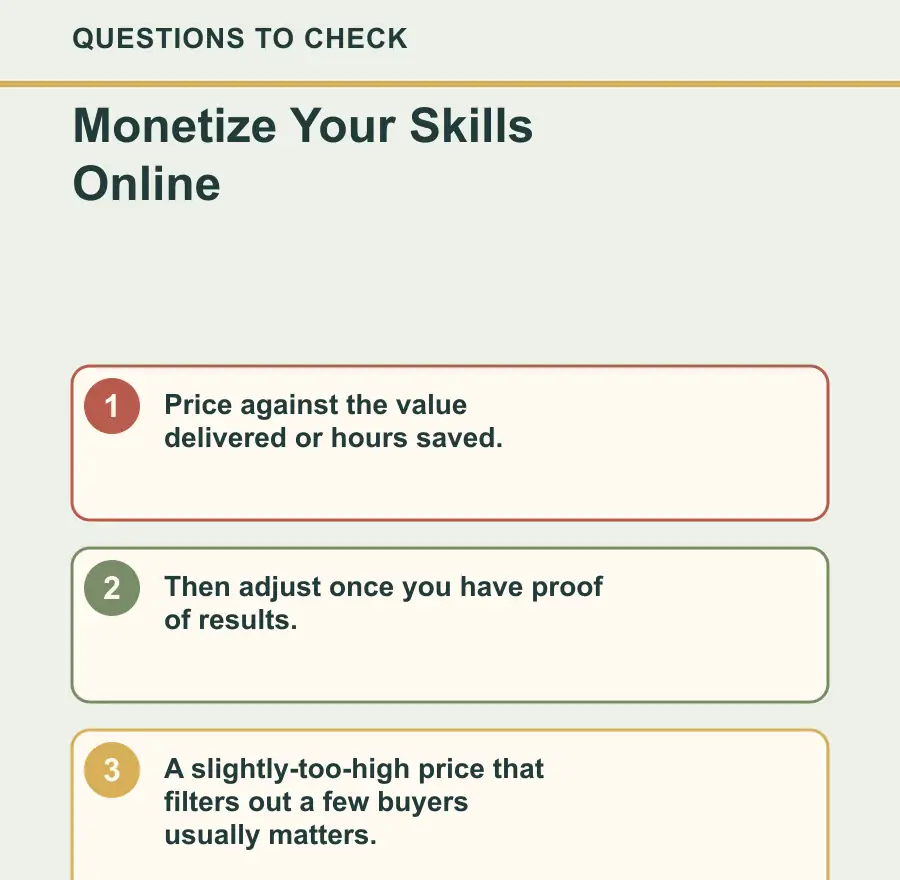 QUESTIONS TO CHECK
Monetize Your Skills
Online
1
Price against the value
delivered or hours saved.
2
Then adjust once you have proof
of results.
3
A slightly-too-high price that
filters out a few buyers
usually matters.